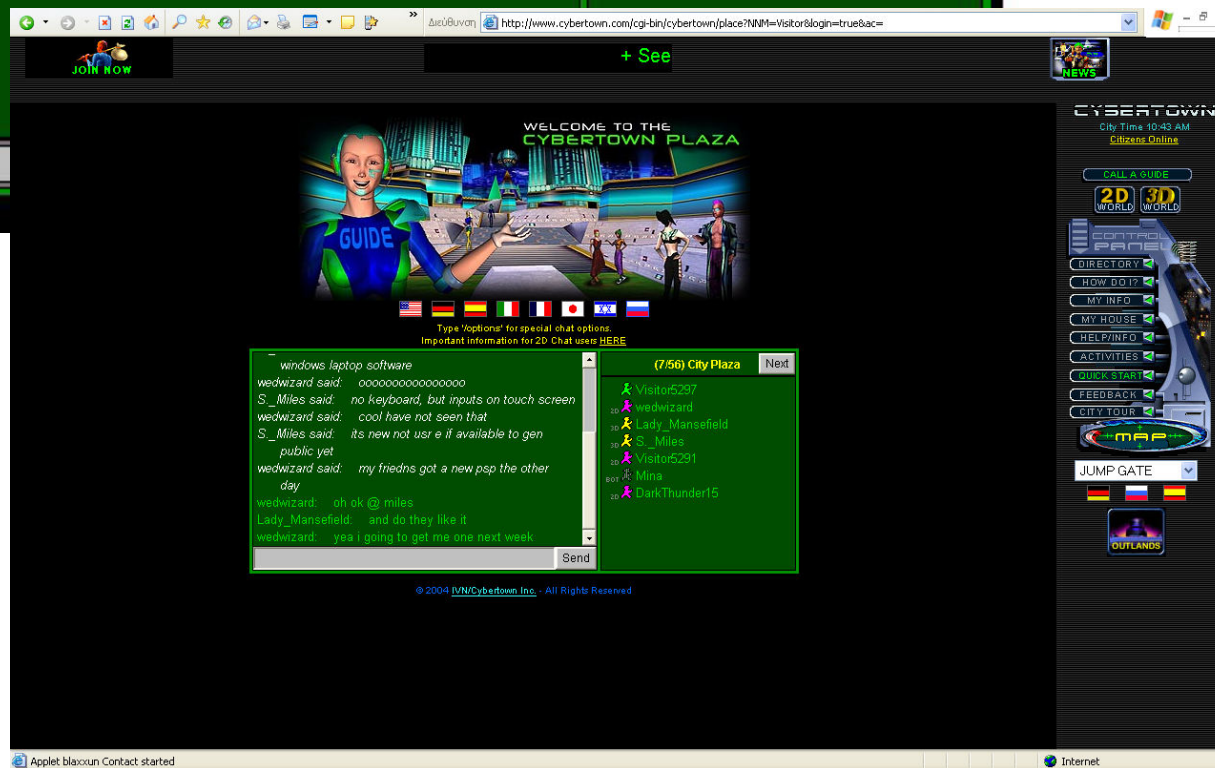 »
Διεύθυνση http://www.cybertown.com/cgi-bin/cybertown/place?NNM=Visitor&login=true&ac=
JOIN NOW
+ See
NEWS
CYBERTOWN
City Time 10:43 AM
Citizens Online
CALL A GUIDE
2D WORLD 3D WORLD
CONTROL
PANEL
DIRECTORY
HOW DO I?
MY INFO
MY HOUSE
HELP/INFO
ACTIVITIES
QUICK START
FEEDBACK
CITY TOUR
MAP
JUMP GATE
OUTLANDS
WELCOME TO THE
CYBERTOWN PLAZA
GUIDE
Type '/options' for special chat options.
Important information for 2D Chat users HERE
windows laptop software
wedwizard said:
S._Miles said: no keyboard, but inputs on touch screen
wedwizard said: cool have not seen that
S._Miles said: its new not usr e if available to gen
public yet
wedwizard said: my friedns got a new psp the other
day
wedwizard: oh ok @ miles
Lady_Mansefield: and do they like it
wedwizard: yea i going to get me one next week
Send
(7/56) City Plaza Next
Visitor5297
2D wedwizard
3D Lady_Mansefield
3D S._Miles
2D Visitor5291
BOT Mina
2D DarkThunder15
© 2004 IVN/Cybertown Inc. - All Rights Reserved
Applet blaxxun Contact started
Internet